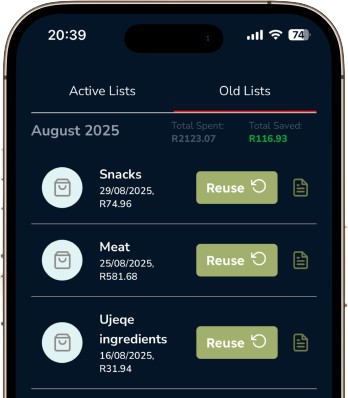 20:39
74
Active Lists
Old Lists
August 2025
Total Spent:
R2123.07
Total Saved:
R116.93
Snacks
29/08/2025,
R74.96
Reuse
Meat
25/08/2025,
R581.68
Reuse
Ujeqe
ingredients
16/08/2025,
R31.94
Reuse